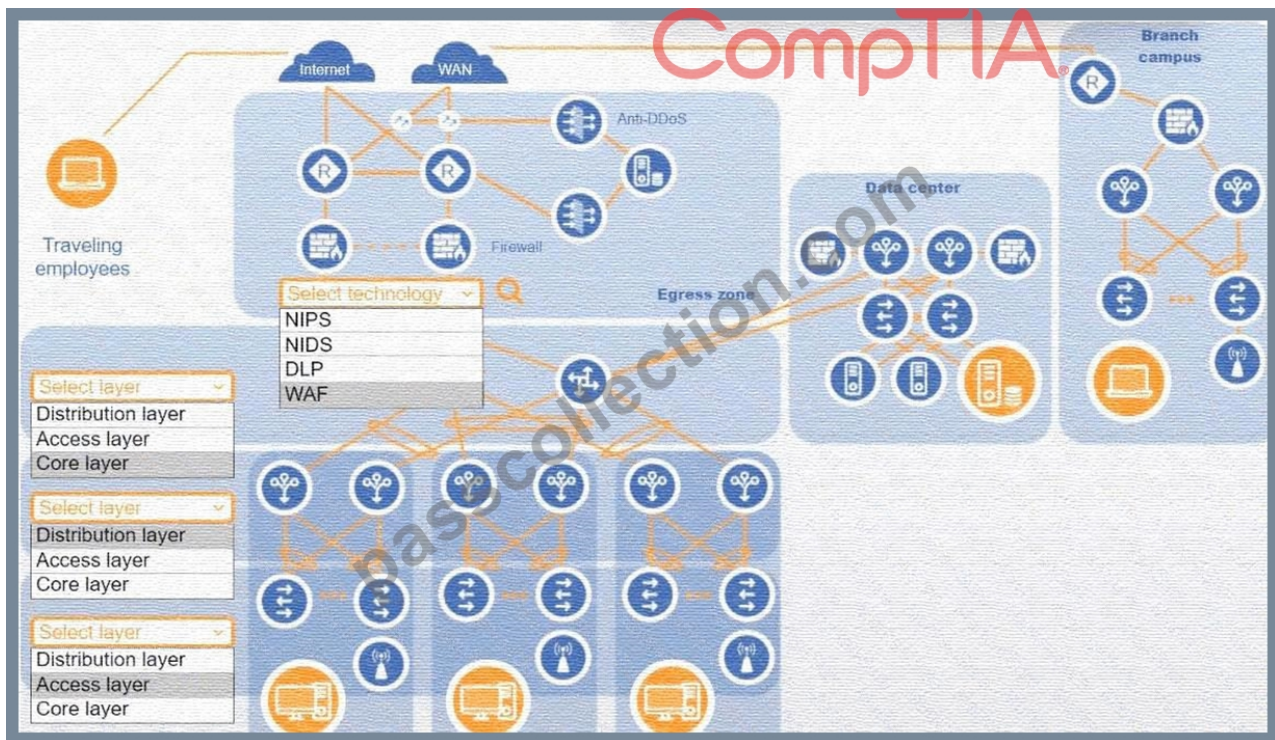 CompTIA.
Branch
campus
Internet
WAN
R
Anti-DDoS
R
R
Data center
Traveling
employees
Firewall
Select technology
Egress zone
NIPS
NIDS
DLP
WAF
Select layer
Distribution layer
Access layer
Core layer
Select layer
Distribution layer
Access layer
Core layer
Select layer
Distribution layer
Access layer
Core layer
passcollection.com